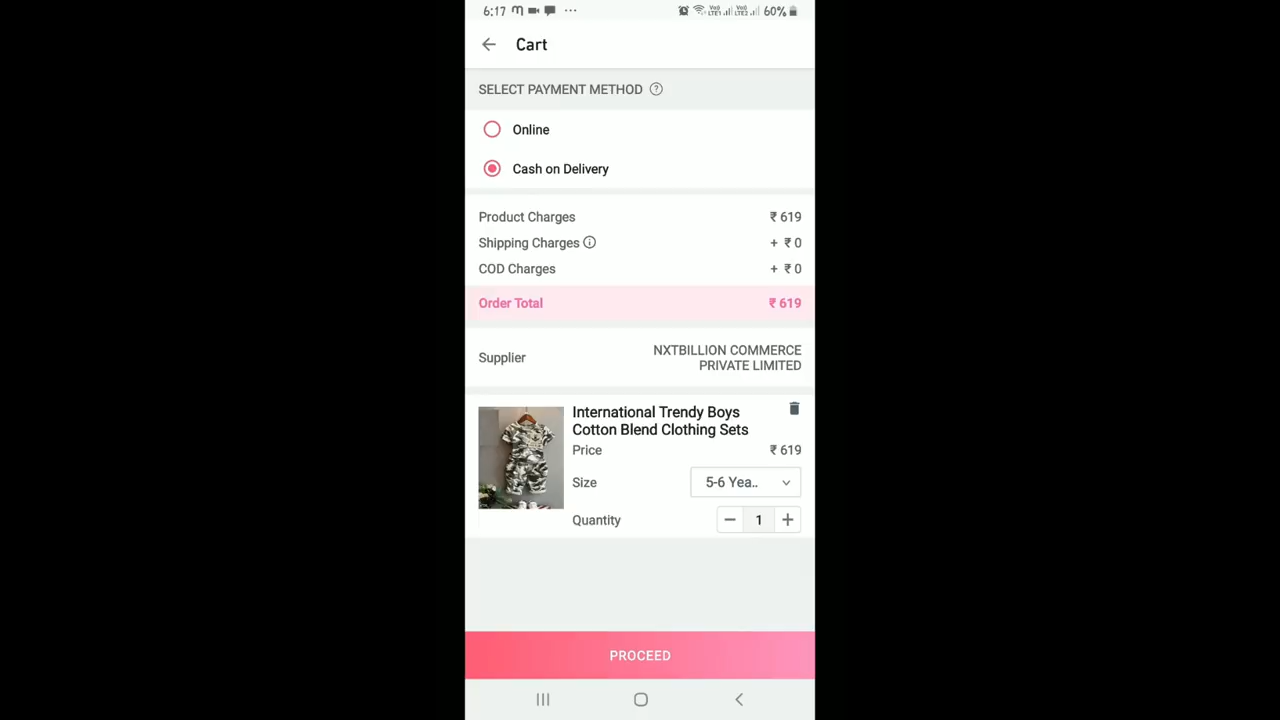 6:17 60%
Cart
SELECT PAYMENT METHOD
Online
Cash on Delivery
Product Charges ₹ 619
Shipping Charges + ₹ 0
COD Charges + ₹ 0
Order Total ₹ 619
Supplier NXTBILLION COMMERCE
PRIVATE LIMITED
International Trendy Boys
Cotton Blend Clothing Sets
Price ₹ 619
Size 5-6 Yea..
Quantity 1
PROCEED